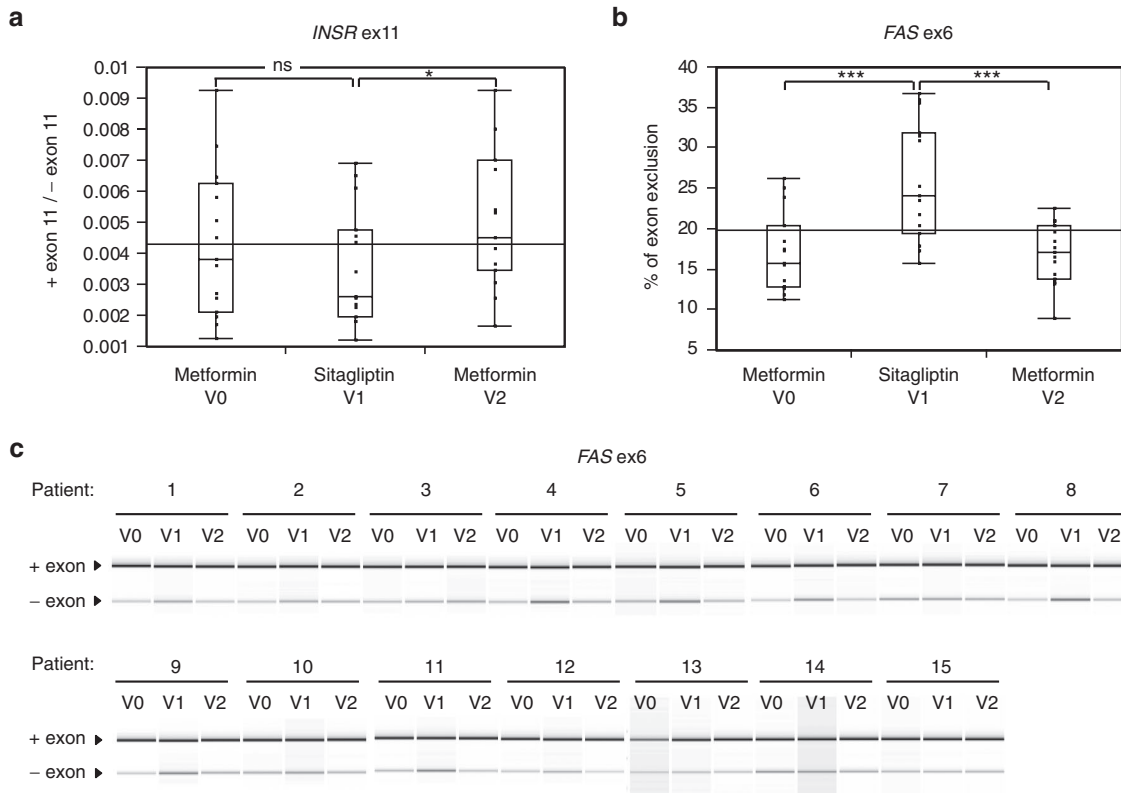 a
INSR ex11
+ exon 11 / − exon 11
0.01
0.009
0.008
0.007
0.006
0.005
0.004
0.003
0.002
0.001
ns
*
Metformin V0
Sitagliptin V1
Metformin V2
b
FAS ex6
% of exon exclusion
40
35
30
25
20
15
10
5
***
***
Metformin V0
Sitagliptin V1
Metformin V2
c
FAS ex6
Patient: 1 2 3 4 5 6 7 8
V0 V1 V2 V0 V1 V2 V0 V1 V2 V0 V1 V2 V0 V1 V2 V0 V1 V2 V0 V1 V2 V0 V1 V2
+ exon
− exon
Patient: 9 10 11 12 13 14 15
V0 V1 V2 V0 V1 V2 V0 V1 V2 V0 V1 V2 V0 V1 V2 V0 V1 V2 V0 V1 V2
+ exon
− exon